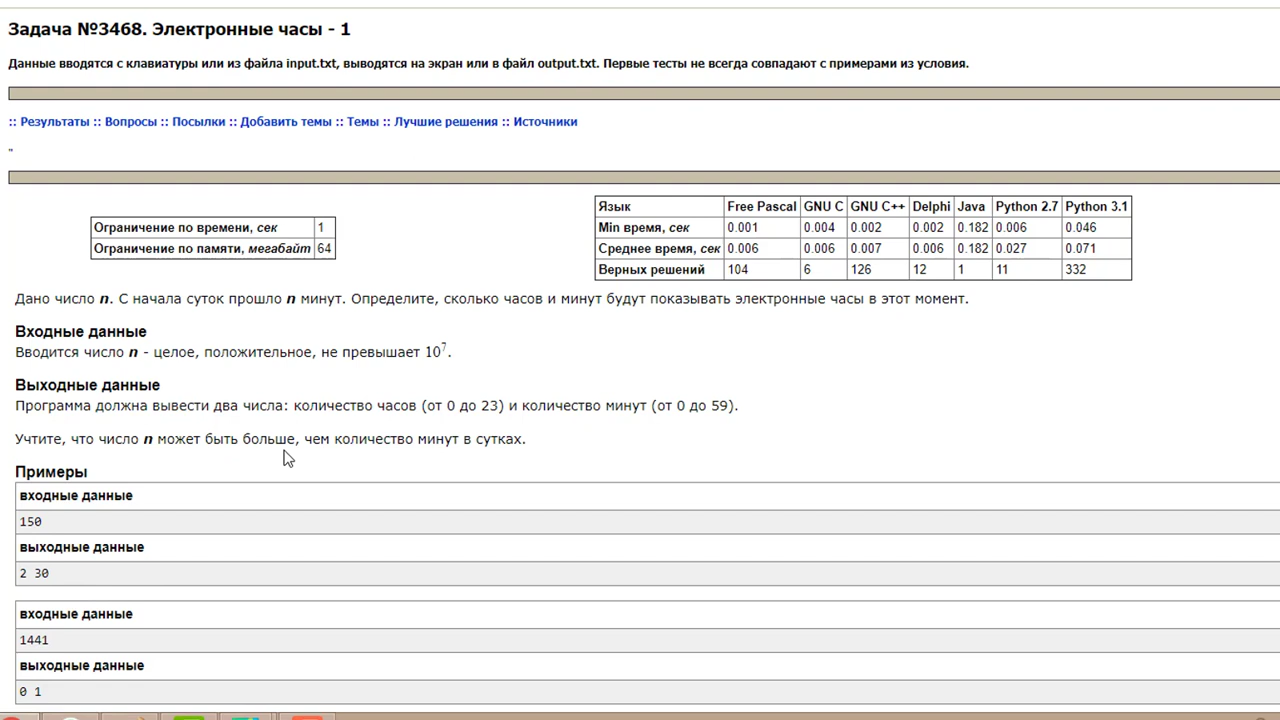 Задача №3468. Электронные часы - 1
Данные вводятся с клавиатуры или из файла input.txt, выводятся на экран или в файл output.txt. Первые тесты не всегда совпадают с примерами из условия.
:: Результаты :: Вопросы :: Посылки :: Добавить темы :: Темы :: Лучшие решения :: Источники
"
Ограничение по времени, сек 1
Ограничение по памяти, мегабайт 64
Язык Free Pascal GNU C GNU C++ Delphi Java Python 2.7 Python 3.1
Min время, сек 0.001 0.004 0.002 0.002 0.182 0.006 0.046
Среднее время, сек 0.006 0.006 0.007 0.006 0.182 0.027 0.071
Верных решений 104 6 126 12 1 11 332
Дано число n. С начала суток прошло n минут. Определите, сколько часов и минут будут показывать электронные часы в этот момент.
Входные данные
Вводится число n - целое, положительное, не превышает 10⁷.
Выходные данные
Программа должна вывести два числа: количество часов (от 0 до 23) и количество минут (от 0 до 59).
Учтите, что число n может быть больше, чем количество минут в сутках.
Примеры
входные данные
150
выходные данные
2 30
входные данные
1441
выходные данные
0 1